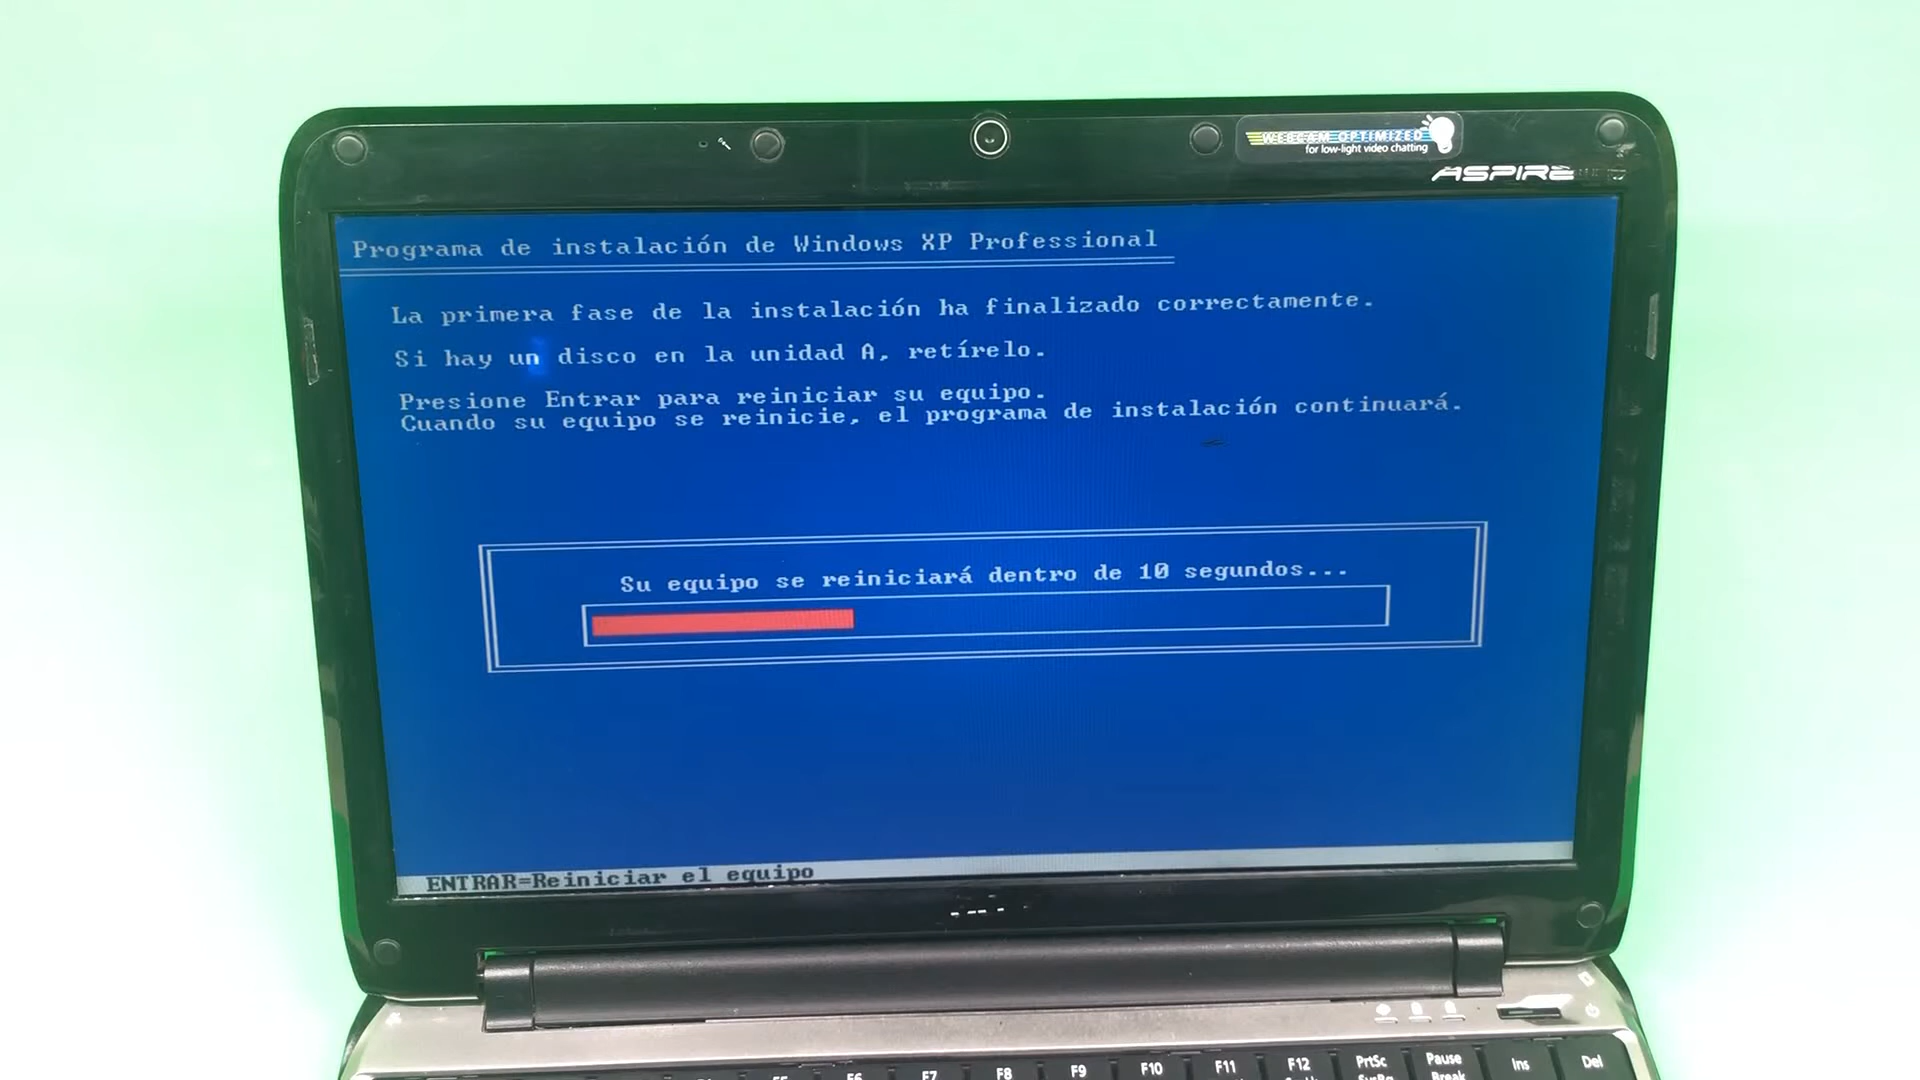 WEBCAM OPTIMIZED
for low-light video chatting
ASPIRE
Programa de instalación de Windows XP Professional
La primera fase de la instalación ha finalizado correctamente.
Si hay un disco en la unidad A, retírelo.
Presione Entrar para reiniciar su equipo.
Cuando su equipo se reinicie, el programa de instalación continuará.
Su equipo se reiniciará dentro de 10 segundos...
ENTRAR=Reiniciar el equipo
F6 F7 F8 F9 F10 F11 F12 PrtSc Pause Ins Del
Break